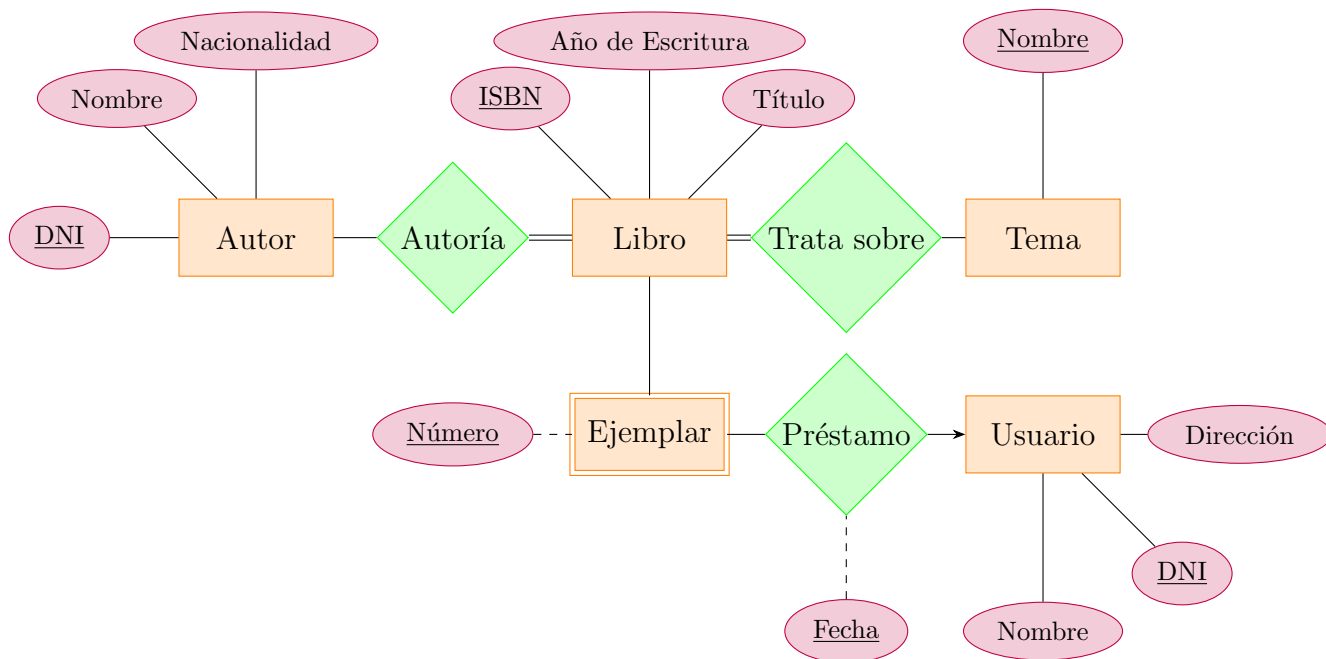 Nacionalidad
Año de Escritura
Nombre
Nombre
ISBN
Título
DNI
Autor
Autoría
Libro
Trata sobre
Tema
Número
Ejemplar
Préstamo
Usuario
Dirección
DNI
Fecha
Nombre